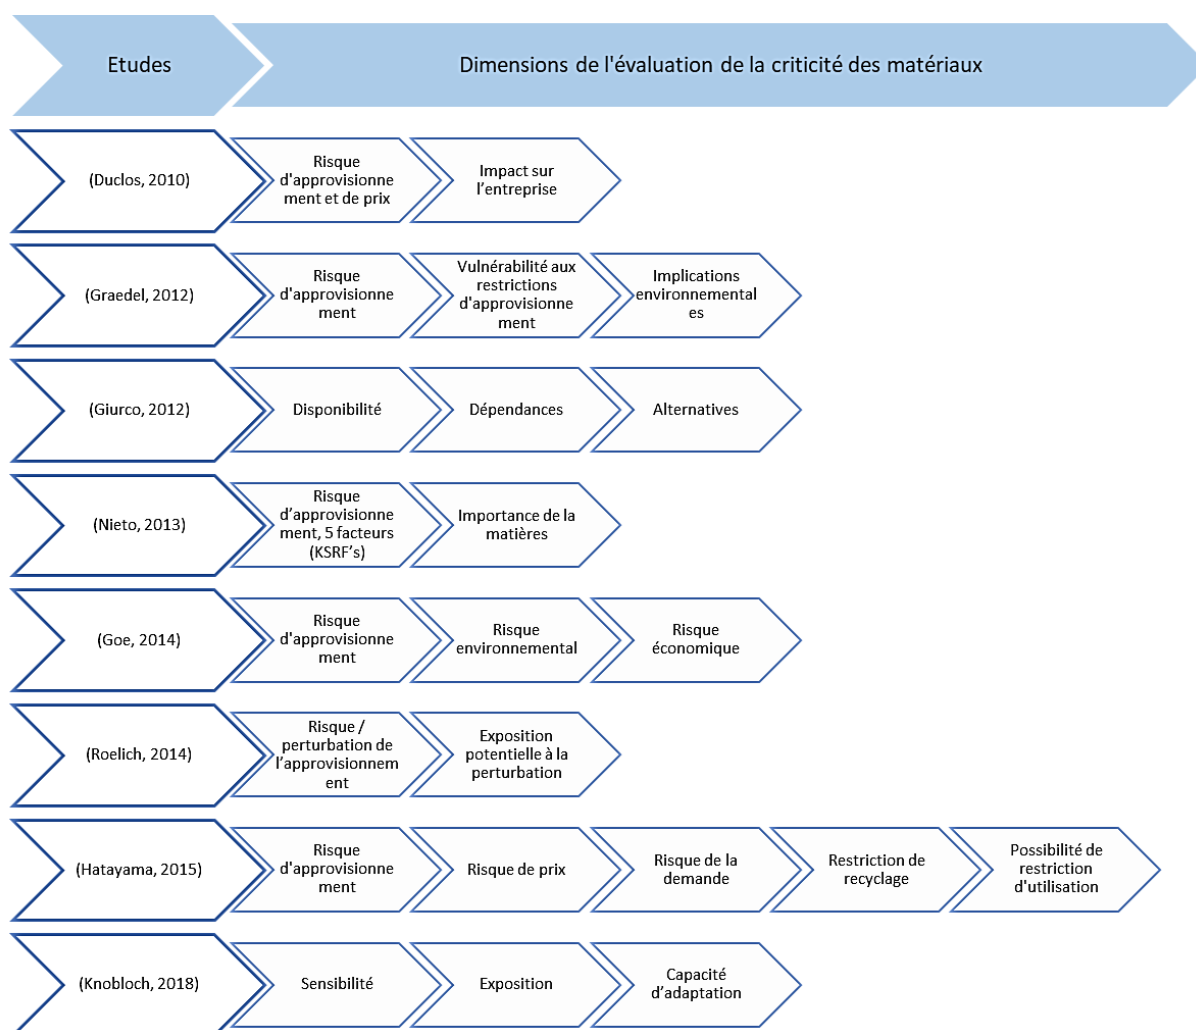 Etudes
Dimensions de l'évaluation de la criticité des matériaux
(Duclos, 2010)
Risque
d'approvisionne
ment et de prix
Impact sur
l’entreprise
(Graedel, 2012)
Risque
d'approvisionne
ment
Vulnérabilité aux
restrictions
d'approvisionne
ment
Implications
environnemental
es
(Giurco, 2012)
Disponibilité
Dépendances
Alternatives
(Nieto, 2013)
Risque
d’approvisionne
ment, 5 facteurs
(KSRF’s)
Importance de la
matières
(Goe, 2014)
Risque
d'approvisionne
ment
Risque
environnemental
Risque
économique
(Roelich, 2014)
Risque /
perturbation de
l’approvisionnem
ent
Exposition
potentielle à la
perturbation
(Hatayama, 2015)
Risque
d'approvisionne
ment
Risque de prix
Risque de la
demande
Restriction de
recyclage
Possibilité de
restriction
d'utilisation
(Knobloch, 2018)
Sensibilité
Exposition
Capacité
d’adaptation